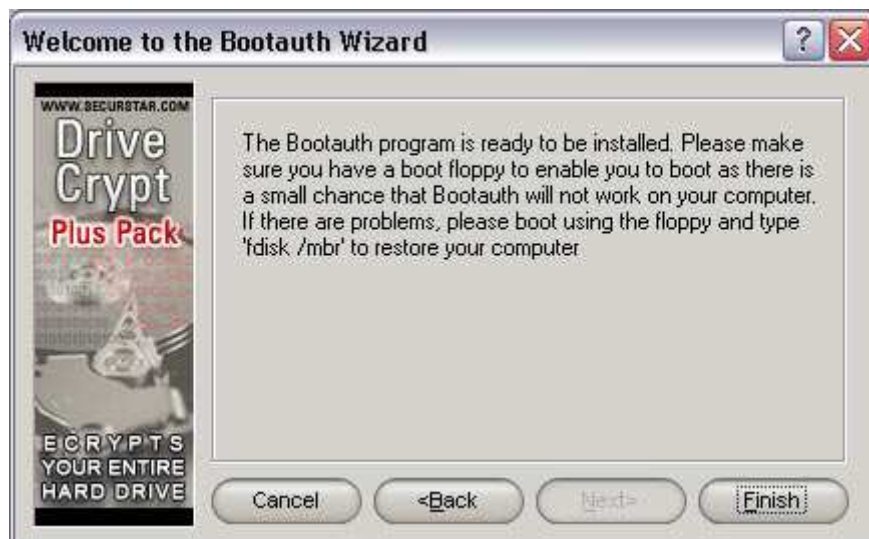 Welcome to the Bootauth Wizard
WWW.SECURSTAR.COM
Drive
Crypt
Plus Pack
ECRYPTS
YOUR ENTIRE
HARD DRIVE
The Bootauth program is ready to be installed. Please make
sure you have a boot floppy to enable you to boot as there is
a small chance that Bootauth will not work on your computer.
If there are problems, please boot using the floppy and type
'fdisk /mbr' to restore your computer
Cancel
<Back
Next>
Finish